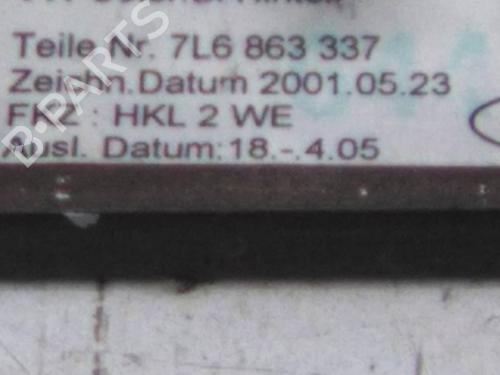 Teile Nr. 7L6 863 337
Zeichn.Datum 2001.05.23
FKZ : HKL 2 WE
Ausl. Datum:18.-.4.05
B-PARTS